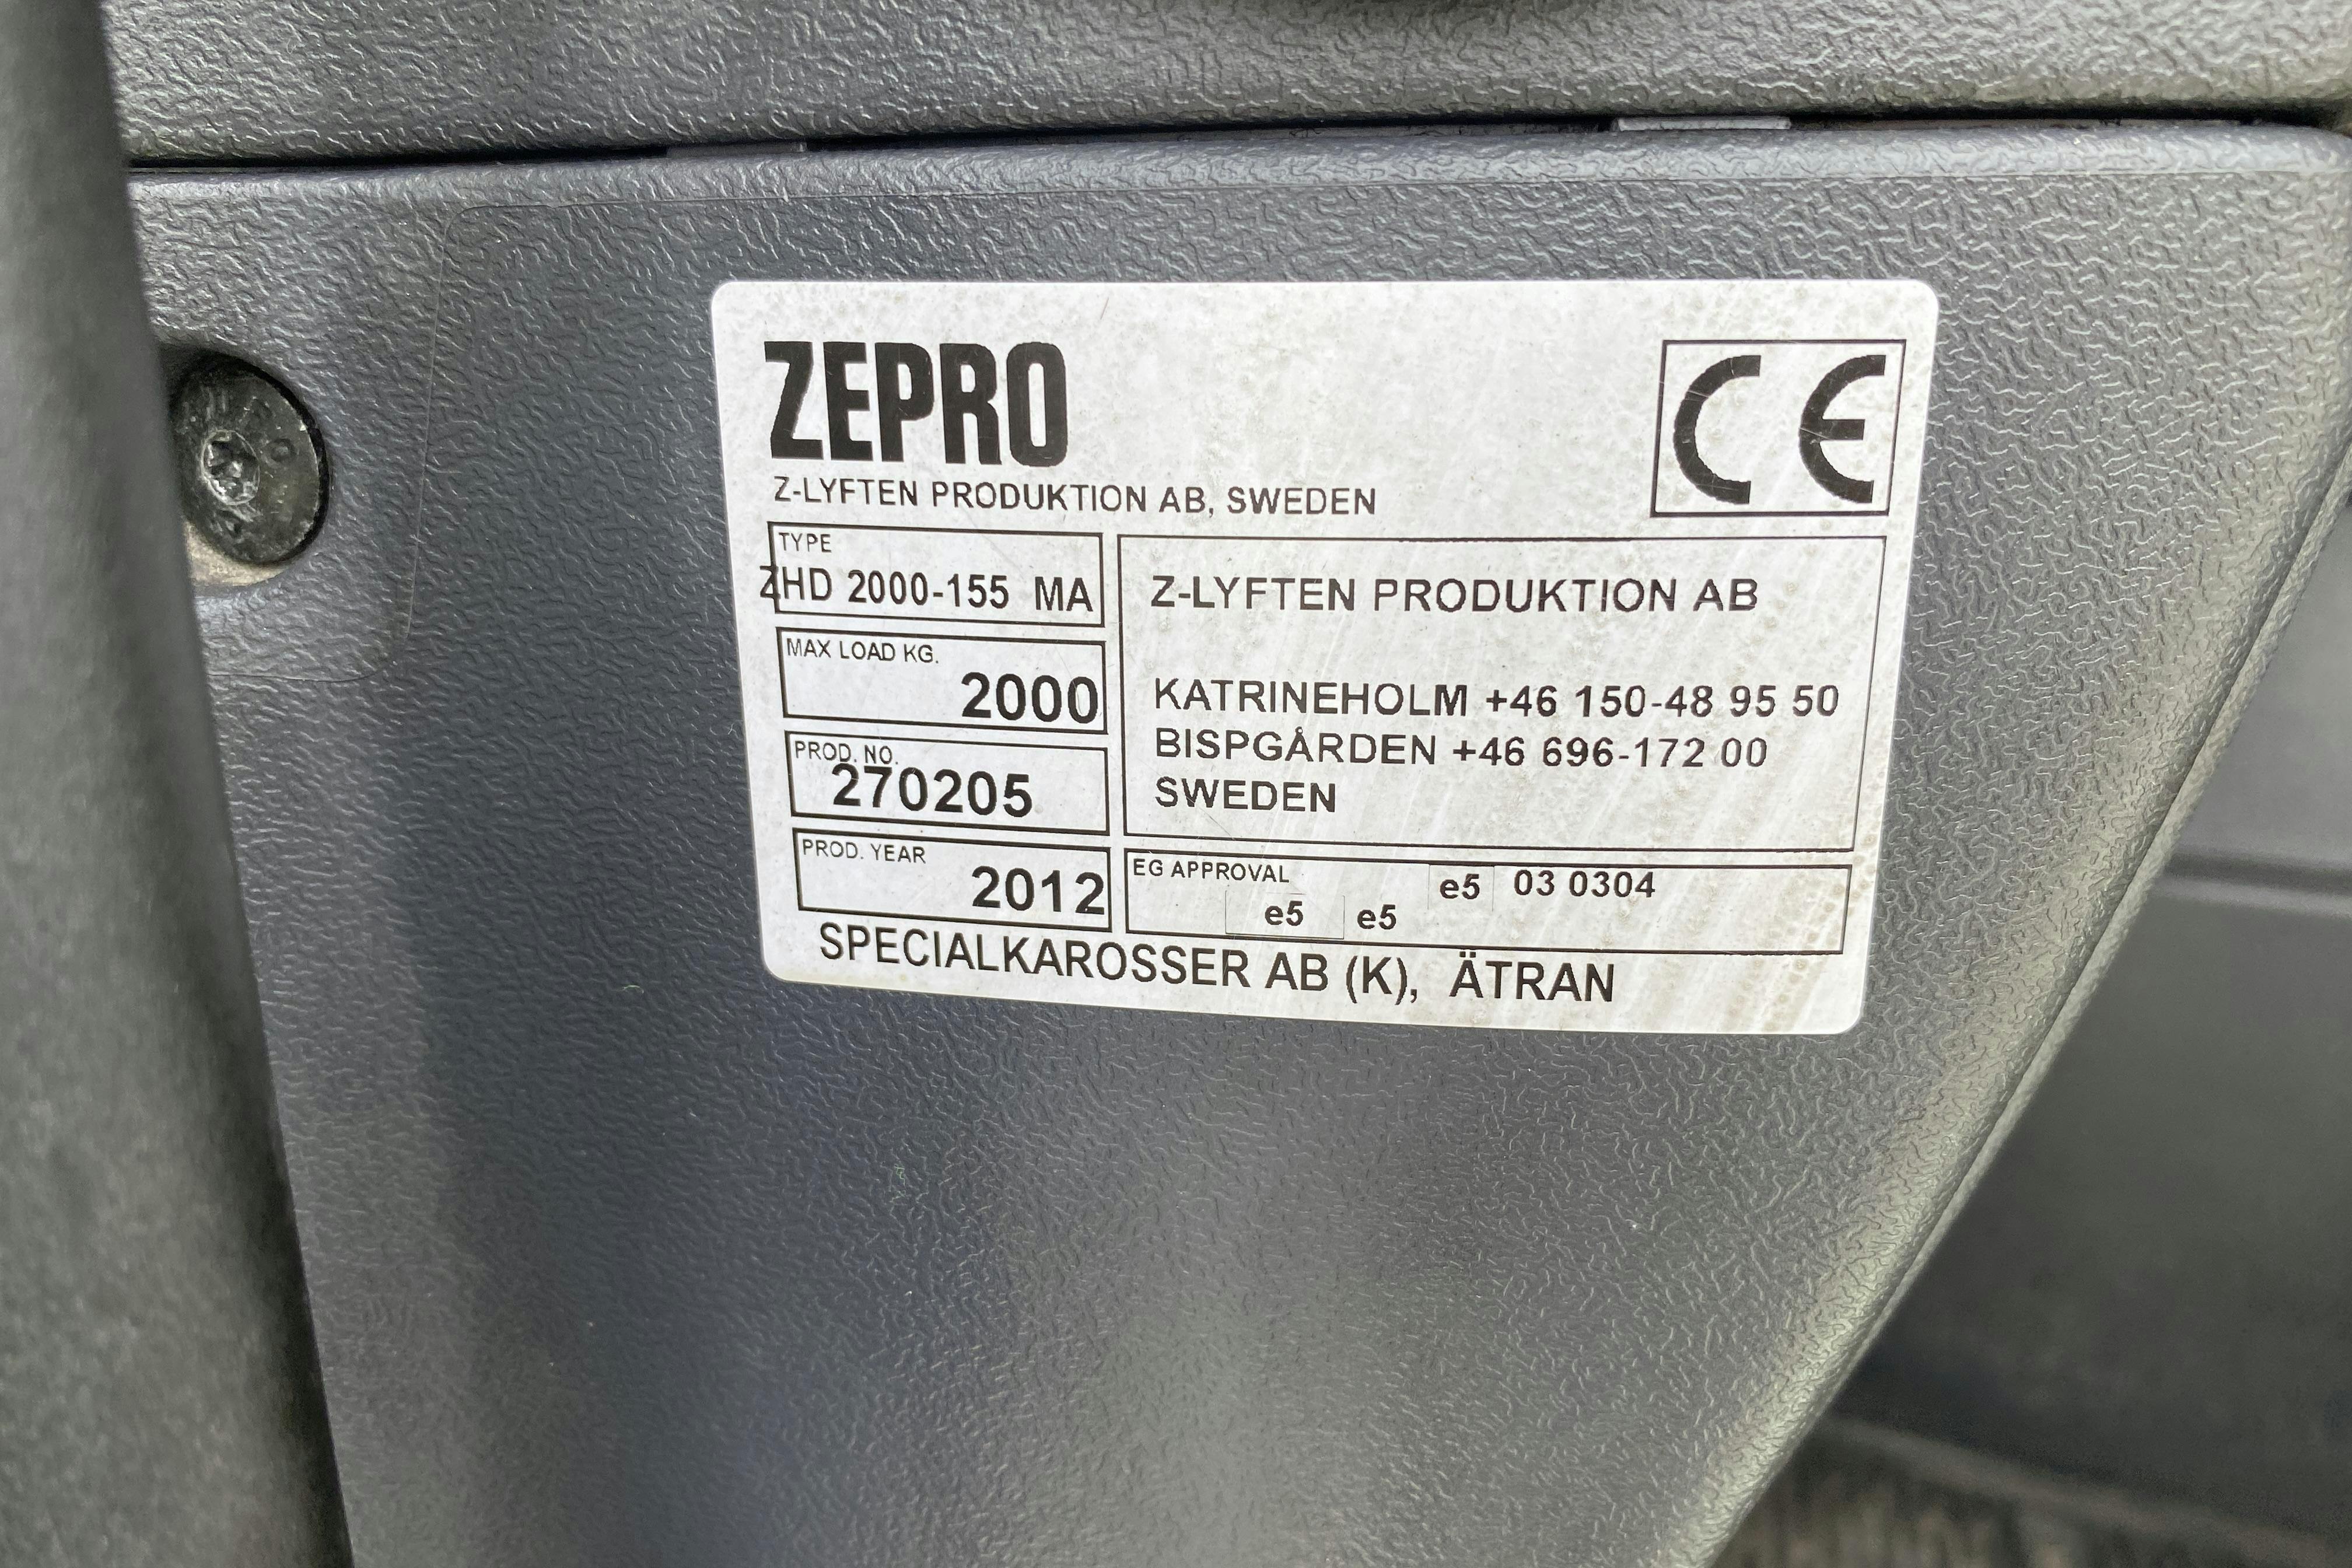 ZEPRO
CE
Z-LYFTEN PRODUKTION AB, SWEDEN
TYPE
ZHD 2000-155 MA
MAX LOAD KG.
2000
PROD. NO.
270205
PROD. YEAR
2012
Z-LYFTEN PRODUKTION AB
KATRINEHOLM +46 150-48 95 50
BISPGÅRDEN +46 696-172 00
SWEDEN
EG APPROVAL
e5 03 0304
e5 e5
SPECIALKAROSSER AB (K), ÄTRAN